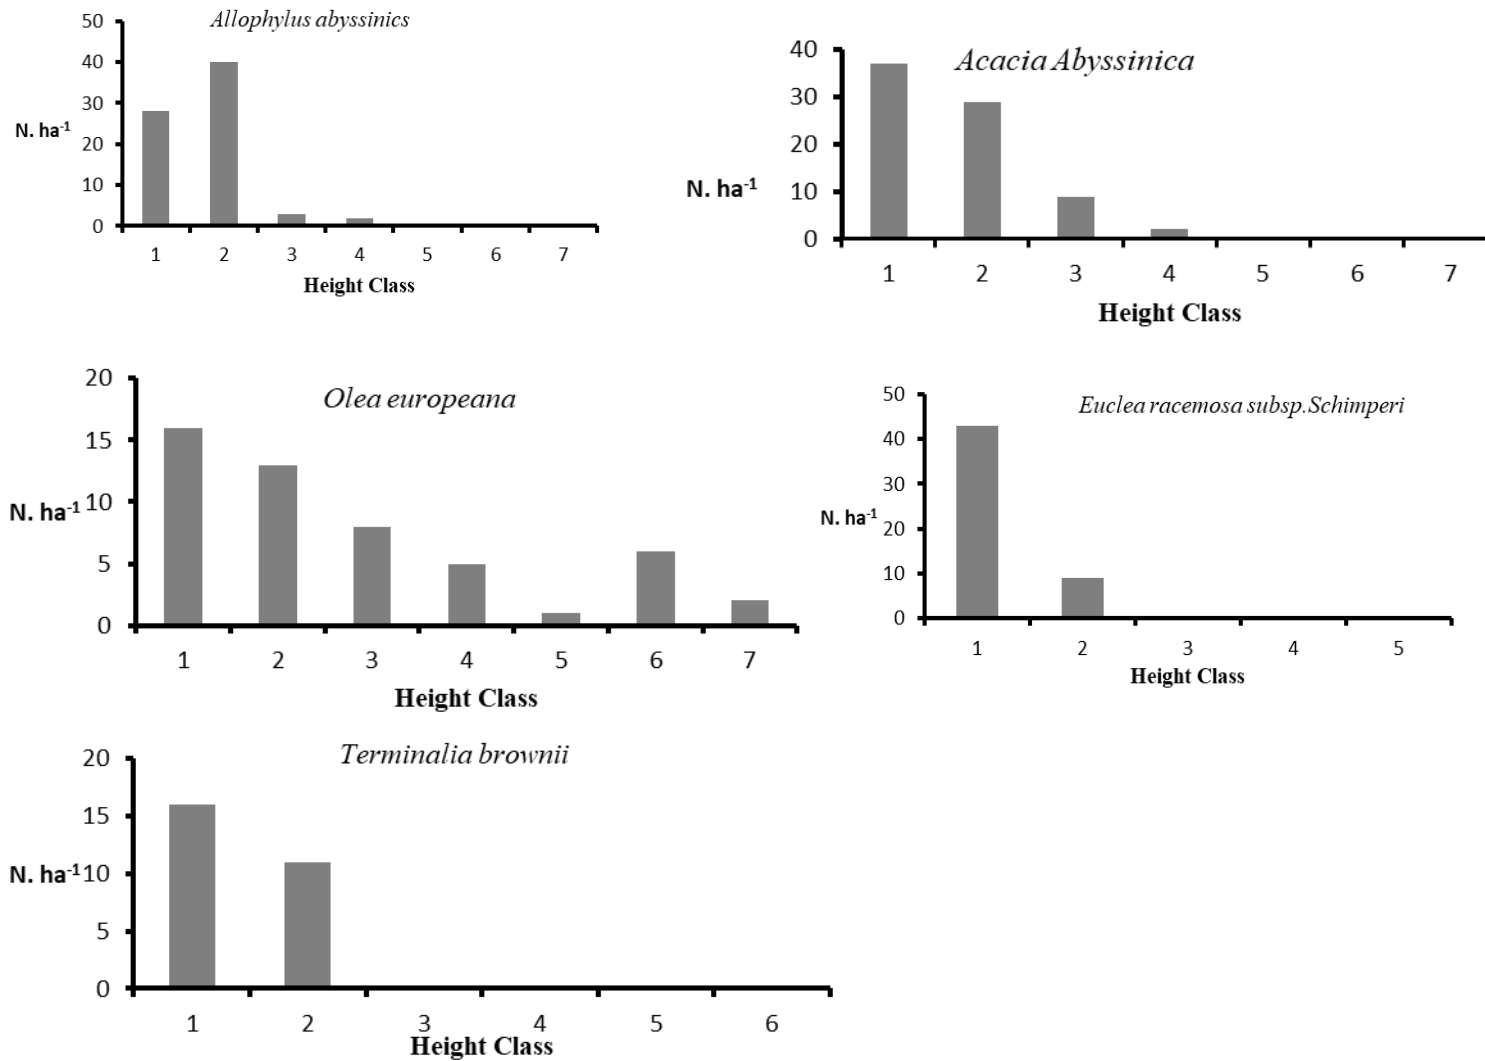 Allophylus abyssinics
50
40
30
20
10
0
N. ha-1
1 2 3 4 5 6 7
Height Class
Acacia Abyssinica
40
30
20
10
0
N. ha-1
1 2 3 4 5 6 7
Height Class
Olea europeana
20
15
10
5
0
N. ha-1
1 2 3 4 5 6 7
Height Class
Euclea racemosa subsp.Schimperi
50
40
30
20
10
0
N. ha-1
1 2 3 4 5
Height Class
Terminalia brownii
20
15
10
5
0
N. ha-1
1 2 3 4 5 6
Height Class